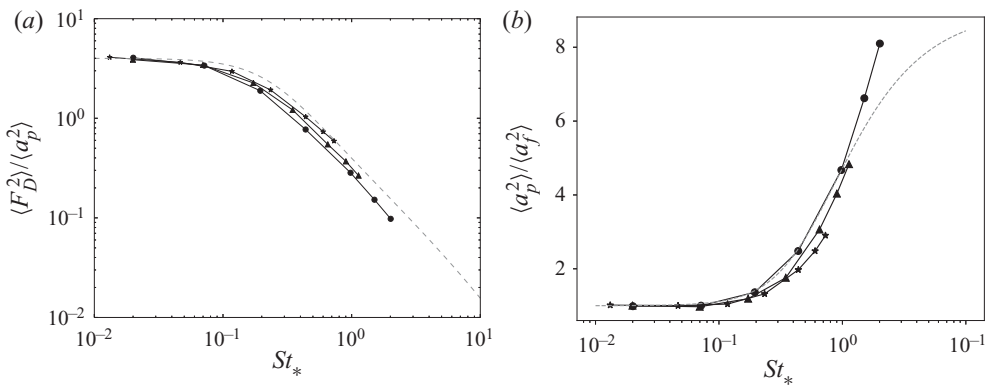 (a)
10^1
10^0
10^−1
10^−2
⟨F_D^2⟩/⟨a_p^2⟩
10^−2 10^−1 10^0 10^1
St_*
(b)
8
6
4
2
⟨a_p^2⟩/⟨a_f^2⟩
10^−2 10^−1 10^0 10^−1
St_*